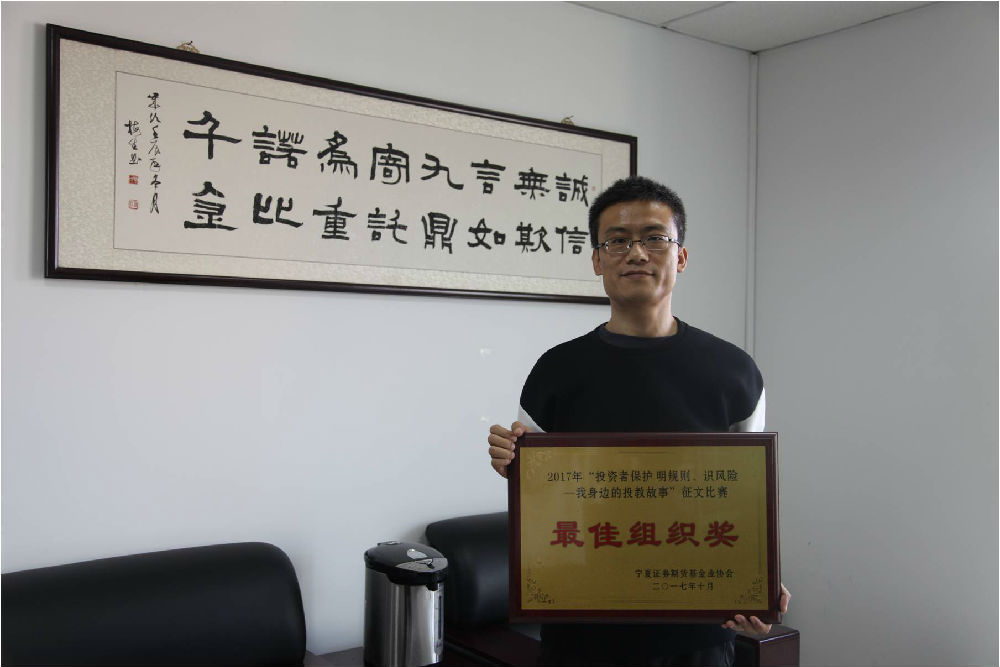 誠信
無欺
言如
九鼎
寄託
為重
諾比
千金
2017年“投资者保护 明规则、识风险
—我身边的投教故事”征文比赛
最佳组织奖
宁夏证券期货基金业协会
二〇一七年十月